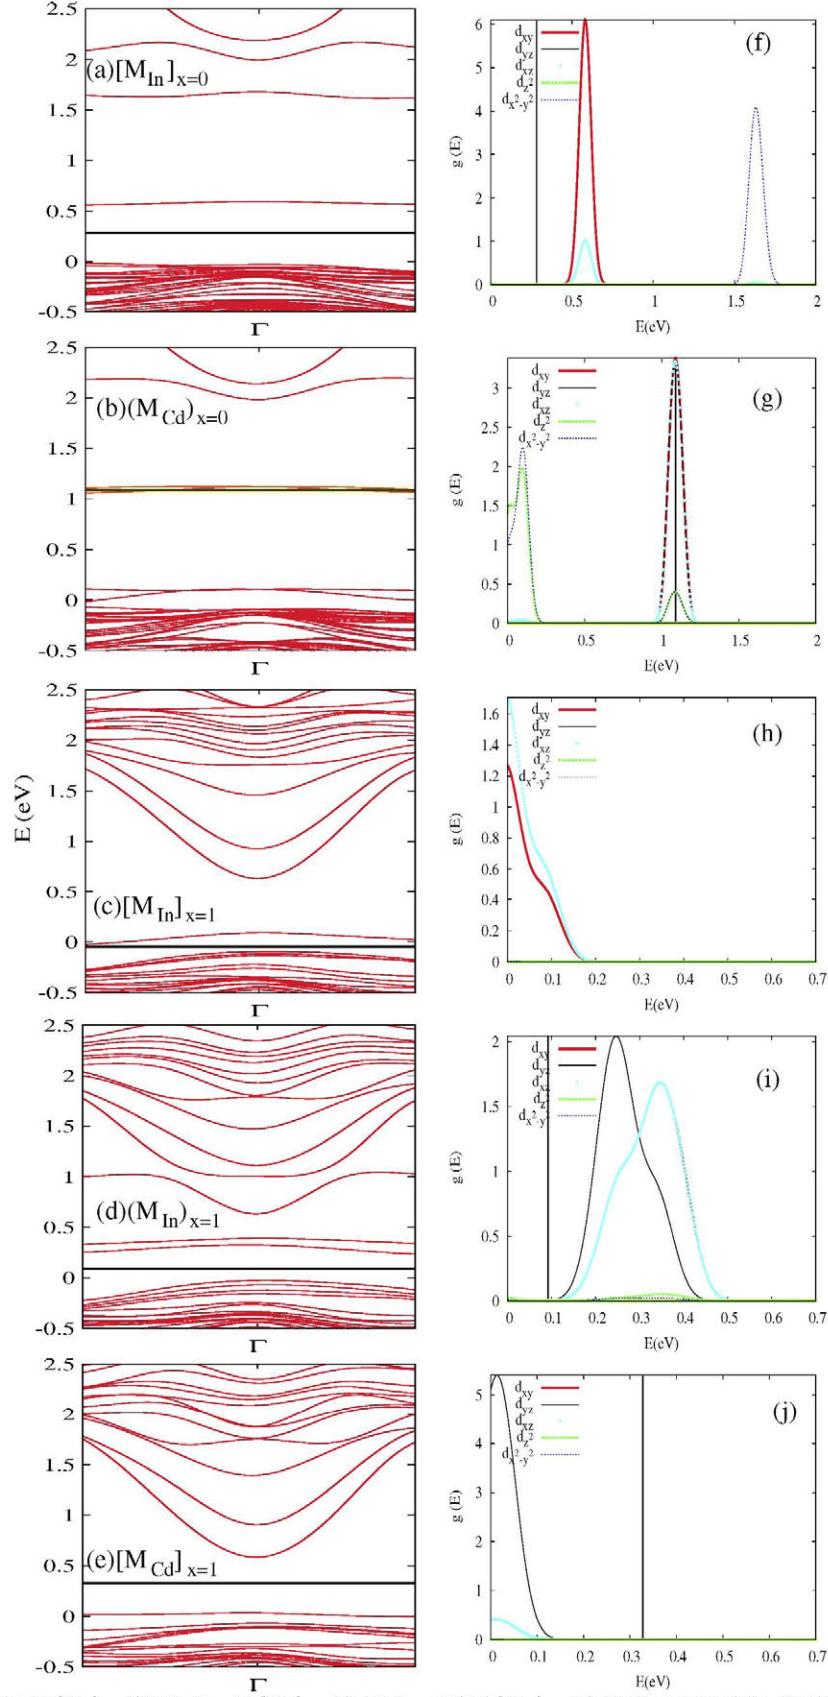 2.5
2
1.5
1
0.5
0
-0.5
(a)[M_In]_x=0
Γ
6
5
4
3
2
1
0
g (E)
d_xy
d_yz
d_xz
d_z²
d_x²-y²
(f)
0 0.5 1 1.5 2
E(eV)
2.5
2
1.5
1
0.5
0
-0.5
(b)(M_Cd)_x=0
Γ
3
2.5
2
1.5
1
0.5
0
g (E)
d_xy
d_yz
d_xz
d_z²
d_x²-y²
(g)
0 0.5 1 1.5 2
E(eV)
E (eV)
2.5
2
1.5
1
0.5
0
-0.5
(c)[M_In]_x=1
Γ
1.6
1.4
1.2
1
0.8
0.6
0.4
0.2
0
g (E)
d_xy
d_yz
d_xz
d_z²
d_x²-y²
(h)
0 0.1 0.2 0.3 0.4 0.5 0.6 0.7
E(eV)
2.5
2
1.5
1
0.5
0
-0.5
(d)(M_In)_x=1
Γ
2
1.5
1
0.5
0
g (E)
d_xy
d_yz
d_xz
d_z²
d_x²-y²
(i)
0 0.1 0.2 0.3 0.4 0.5 0.6 0.7
E(eV)
2.5
2
1.5
1
0.5
0
-0.5
(e)[M_Cd]_x=1
Γ
5
4
3
2
1
0
g (E)
d_xy
d_yz
d_xz
d_z²
d_x²-y²
(j)
0 0.1 0.2 0.3 0.4 0.5 0.6 0.7
E(eV)